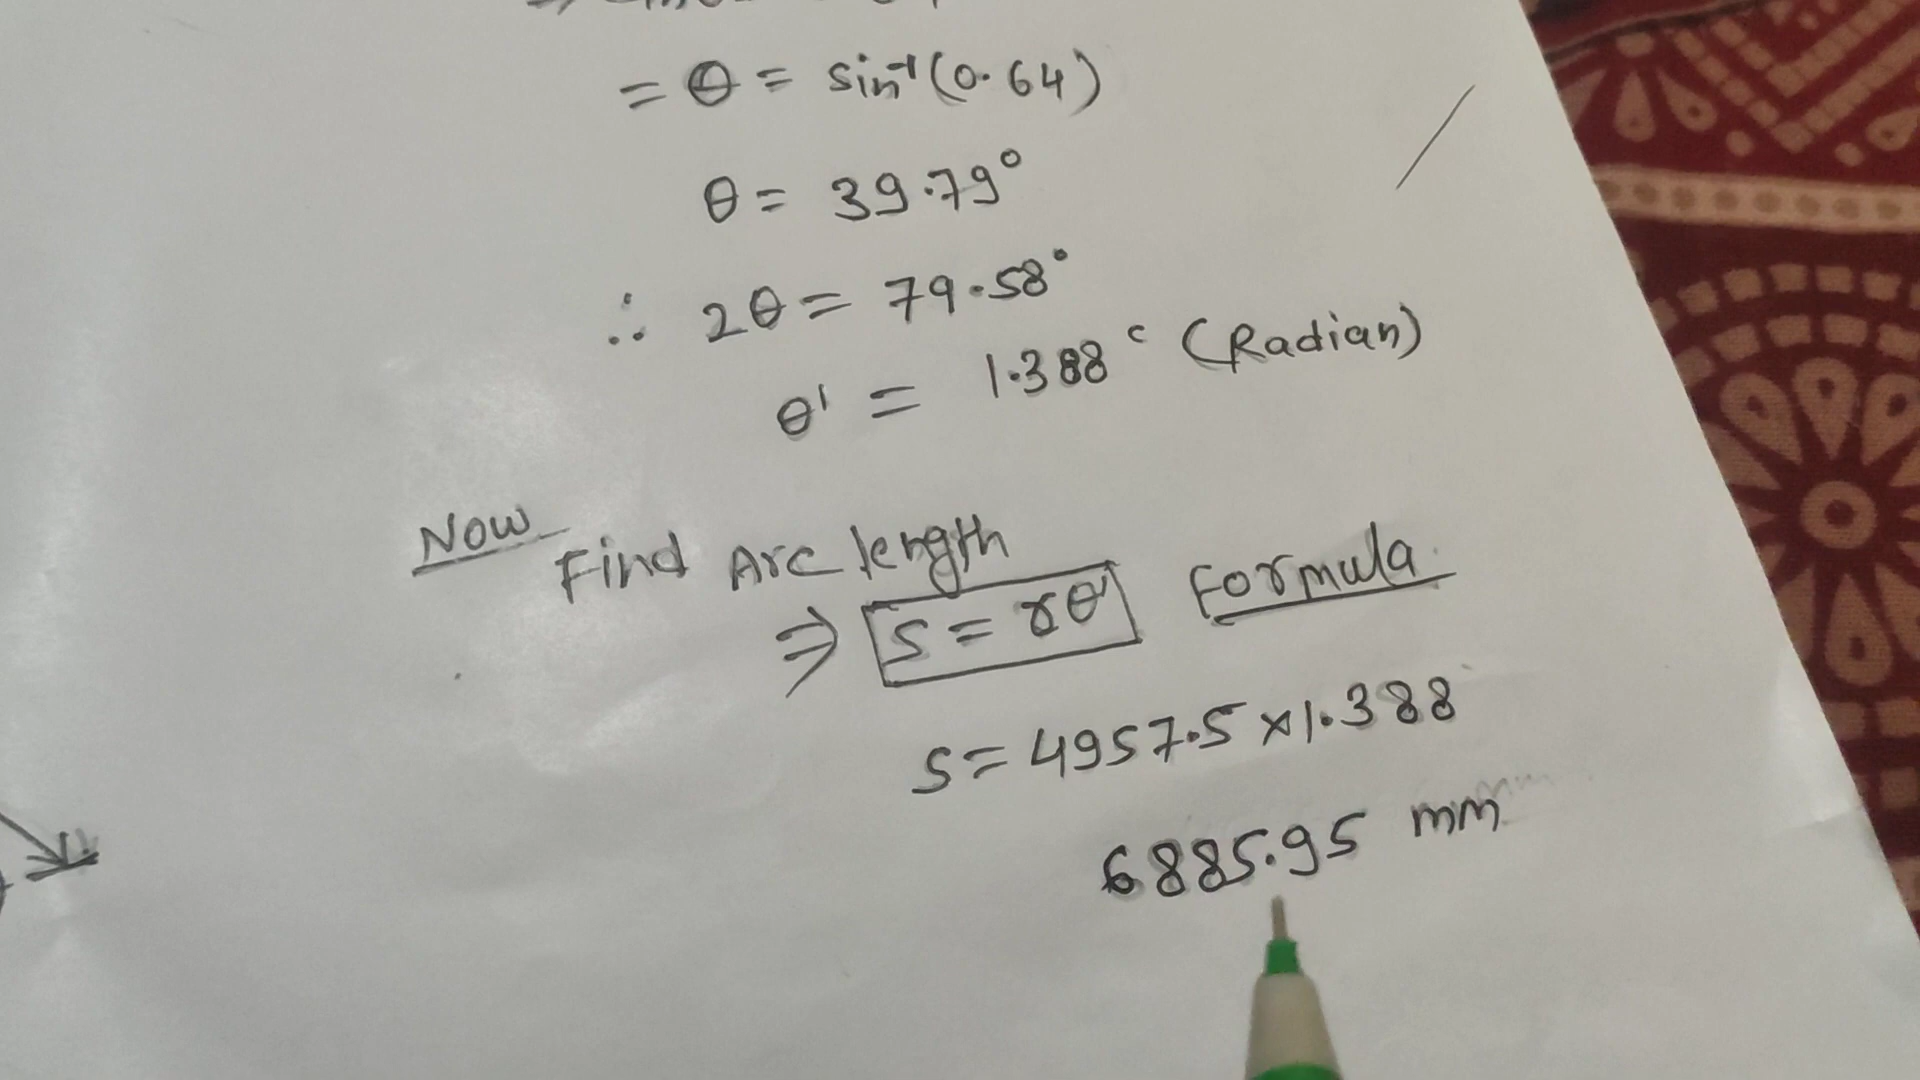 = θ = sin⁻¹(0.64)
θ = 39.79°
∴ 2θ = 79.58°
θ' = 1.388ᶜ (Radian)
Now
Find Arc length
⇒ S = rθ' Formula
S = 4957.5 × 1.388
6885.95 mm